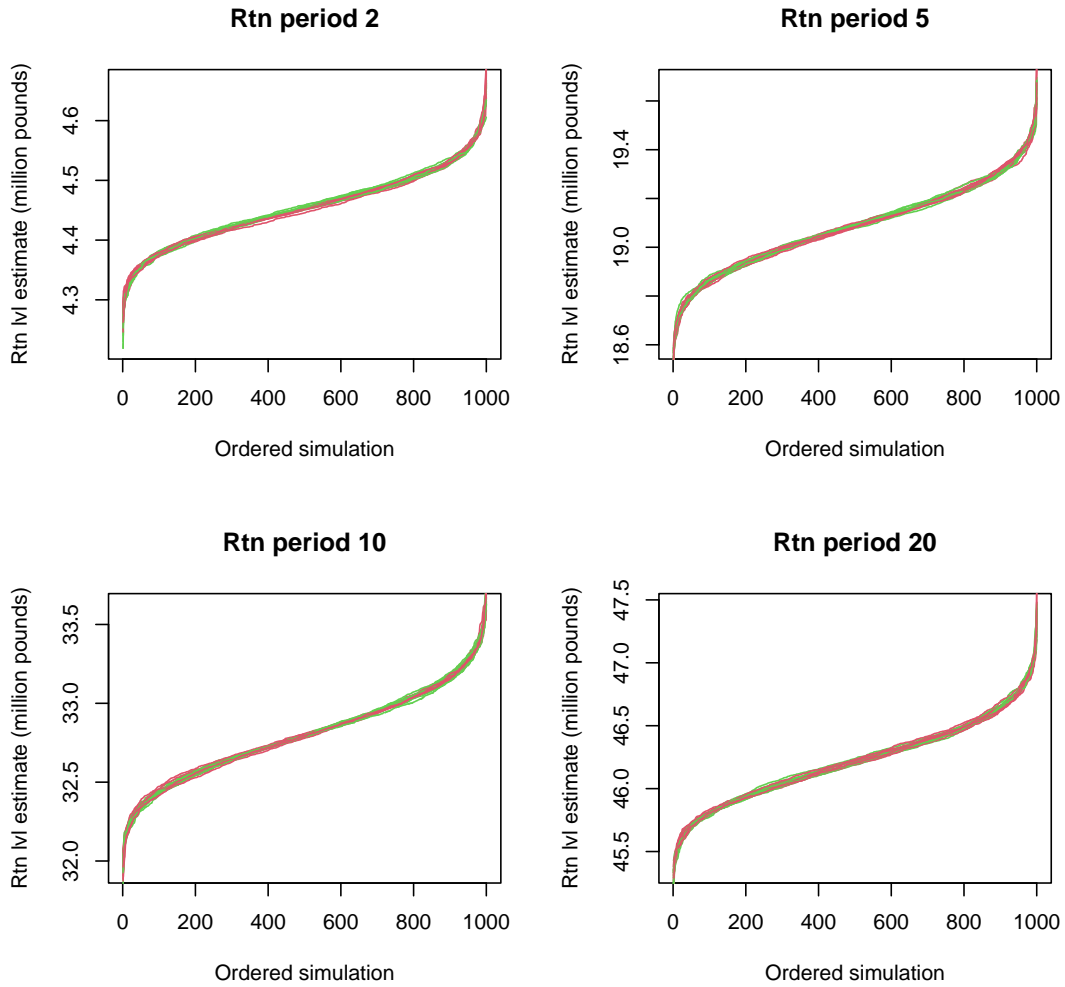 Rtn period 2
Rtn lvl estimate (million pounds)
4.6
4.5
4.4
4.3
0 200 400 600 800 1000
Ordered simulation
Rtn period 5
Rtn lvl estimate (million pounds)
19.4
19.0
18.6
0 200 400 600 800 1000
Ordered simulation
Rtn period 10
Rtn lvl estimate (million pounds)
33.5
33.0
32.5
32.0
0 200 400 600 800 1000
Ordered simulation
Rtn period 20
Rtn lvl estimate (million pounds)
47.5
47.0
46.5
46.0
45.5
0 200 400 600 800 1000
Ordered simulation